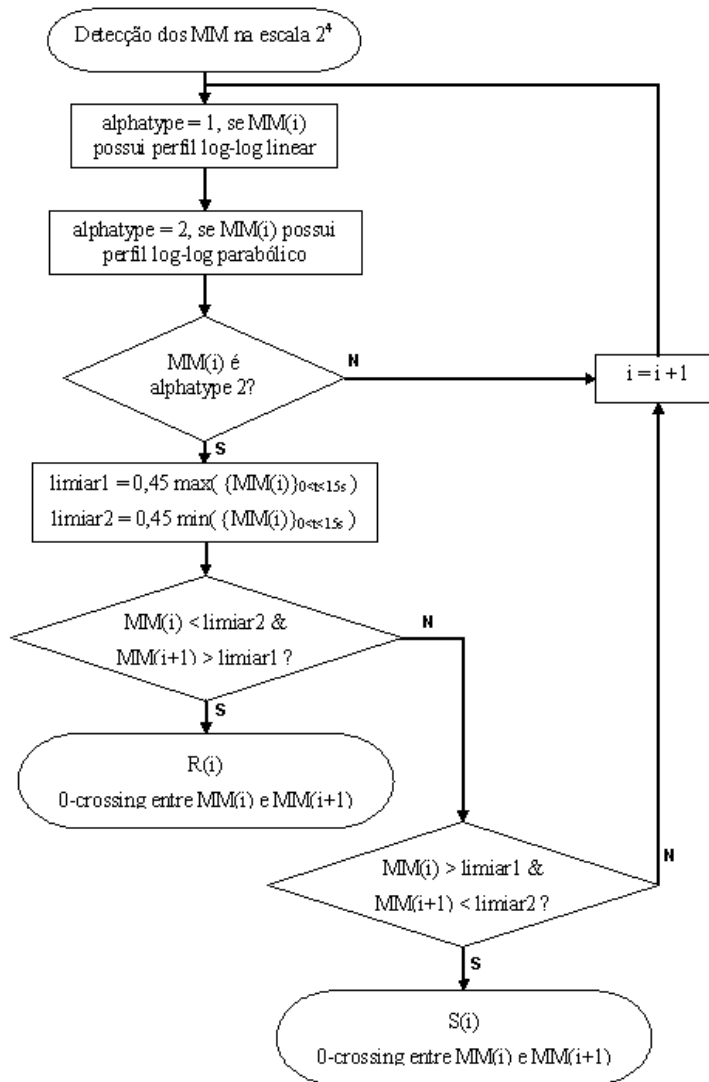 Detecção dos MM na escala 2⁴
alphatype = 1, se MM(i)
possui perfil log-log linear
alphatype = 2, se MM(i) possui
perfil log-log parabólico
MM(i) é
alphatype 2?
N
i = i +1
S
limiar1 = 0,45 max( {MM(i)}0<t<15s )
limiar2 = 0,45 min( {MM(i)}0<t<15s )
MM(i) < limiar2 &
MM(i+1) > limiar1 ?
N
S
R(i)
0-crossing entre MM(i) e MM(i+1)
MM(i) > limiar1 &
MM(i+1) < limiar2 ?
N
S
S(i)
0-crossing entre MM(i) e MM(i+1)